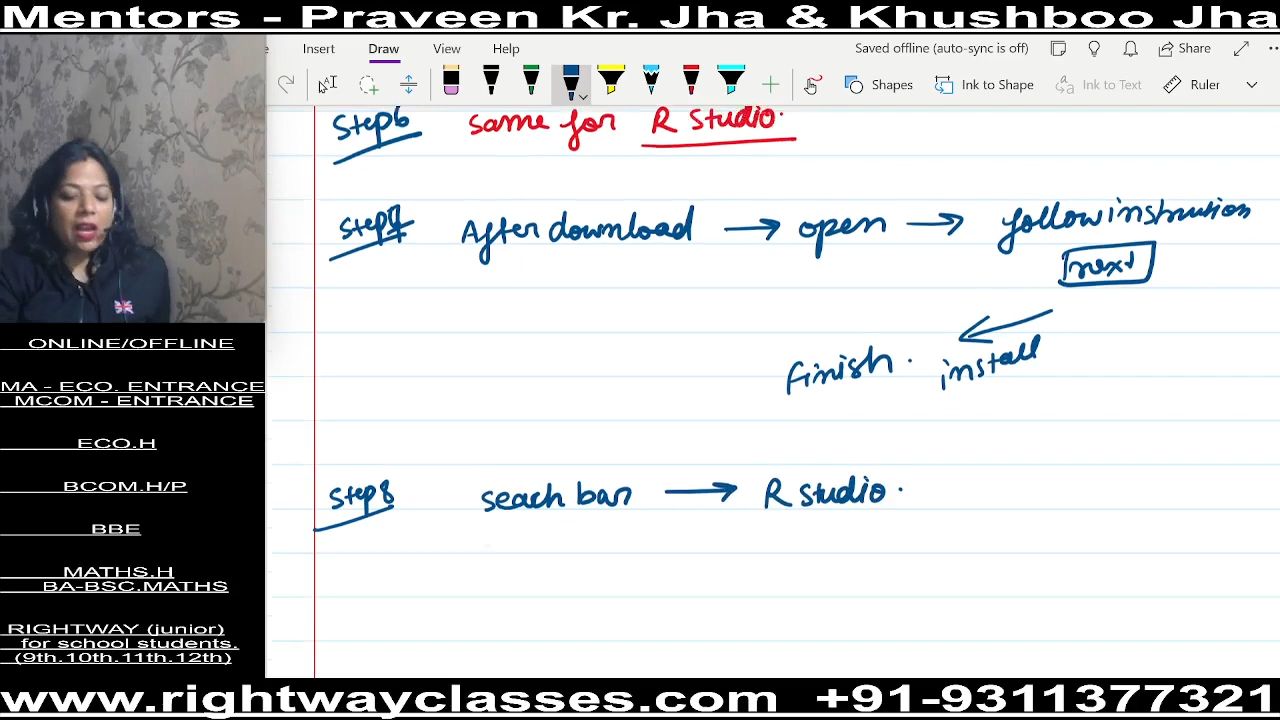 Mentors - Praveen Kr. Jha & Khushboo Jha
Insert Draw View Help
Saved offline (auto-sync is off) Share
Shapes Ink to Shape Ink to Text Ruler
Step6 same for R studio.
Step7 After download → open → follow instruction
next
finish. install
Step8 seach bar → R studio.
ONLINE/OFFLINE
MA - ECO. ENTRANCE
MCOM - ENTRANCE
ECO.H
BCOM.H/P
BBE
MATHS.H
BA-BSC.MATHS
RIGHTWAY (junior)
for school students.
(9th.10th.11th.12th)
www.rightwayclasses.com +91-9311377321